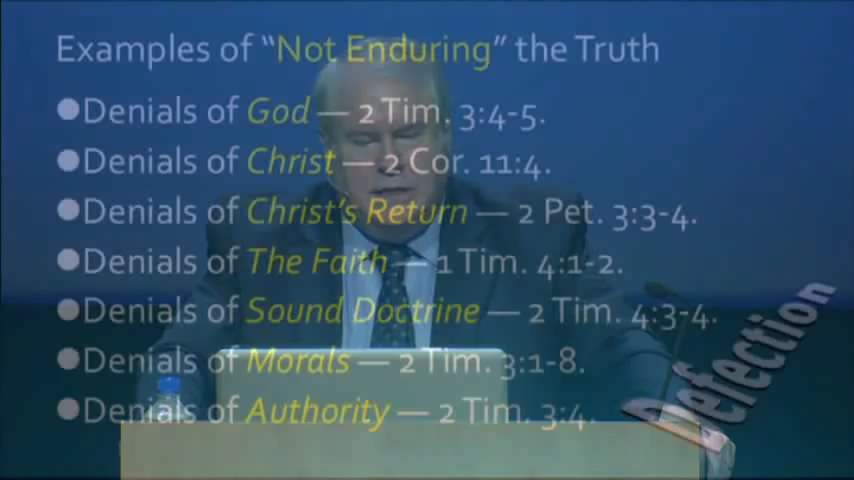 Examples of “Not Enduring” the Truth
●Denials of God — 2 Tim. 3:4-5.
●Denials of Christ — 2 Cor. 11:4.
●Denials of Christ’s Return — 2 Pet. 3:3-4.
●Denials of The Faith — 1 Tim. 4:1-2.
●Denials of Sound Doctrine — 2 Tim. 4:3-4.
●Denials of Morals — 2 Tim. 3:1-8.
●Denials of Authority — 2 Tim. 3:4.
Defection